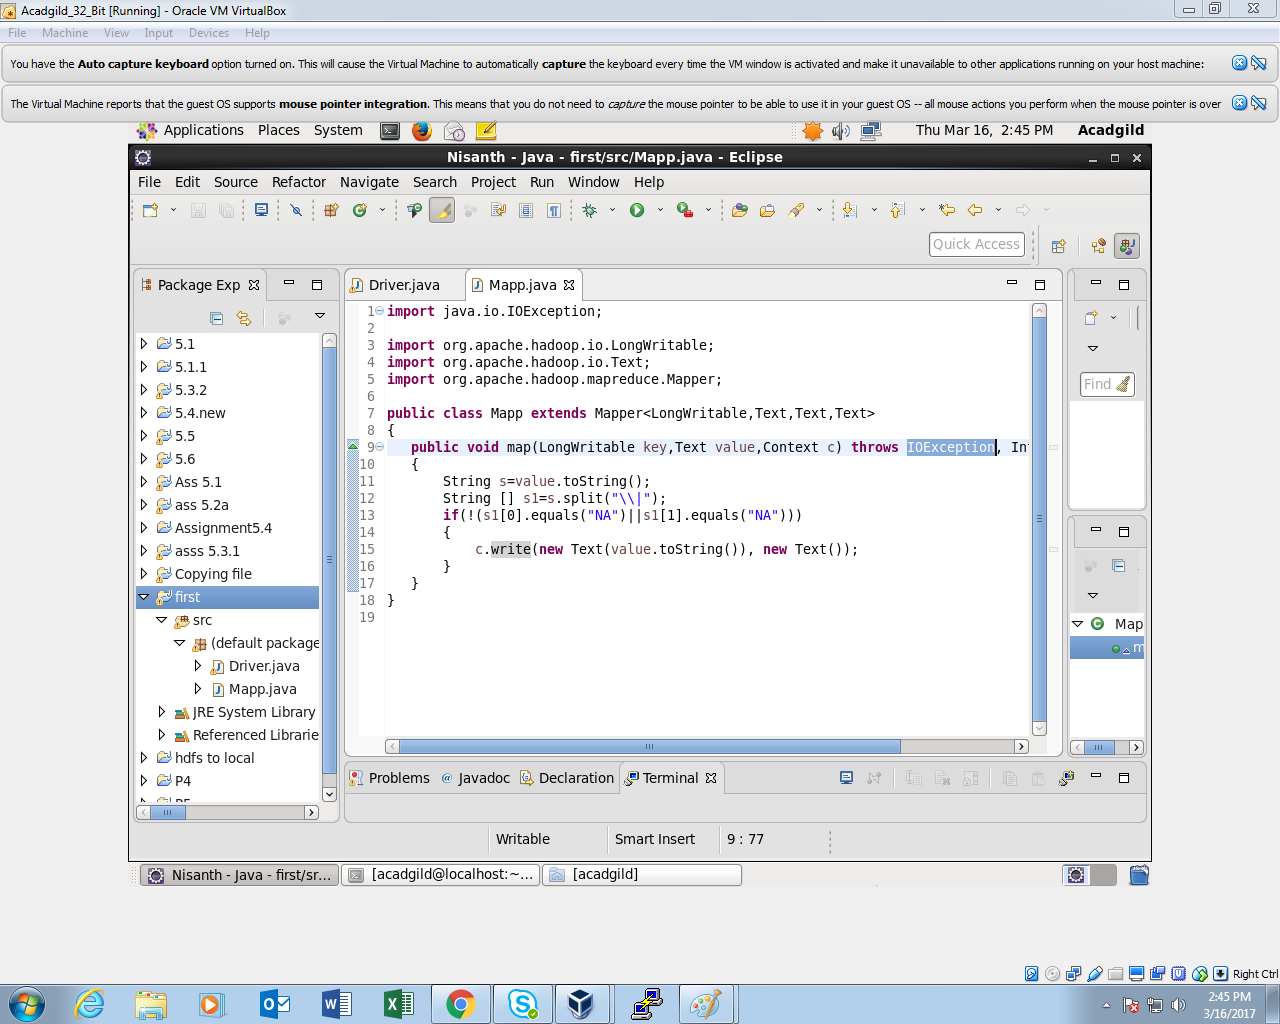 Acadgild_32_Bit [Running] - Oracle VM VirtualBox
File Machine View Input Devices Help
You have the Auto capture keyboard option turned on. This will cause the Virtual Machine to automatically capture the keyboard every time the VM window is activated and make it unavailable to other applications running on your host machine:
The Virtual Machine reports that the guest OS supports mouse pointer integration. This means that you do not need to capture the mouse pointer to be able to use it in your guest OS -- all mouse actions you perform when the mouse pointer is over
Applications Places System Thu Mar 16, 2:45 PM Acadgild
Nisanth - Java - first/src/Mapp.java - Eclipse
File Edit Source Refactor Navigate Search Project Run Window Help
Quick Access
Package Exp
Driver.java Mapp.java
5.1
5.1.1
5.3.2
5.4.new
5.5
5.6
Ass 5.1
ass 5.2a
Assignment5.4
asss 5.3.1
Copying file
first
src
(default package
Driver.java
Mapp.java
JRE System Library
Referenced Librarie
hdfs to local
P4
1 import java.io.IOException;
2
3 import org.apache.hadoop.io.LongWritable;
4 import org.apache.hadoop.io.Text;
5 import org.apache.hadoop.mapreduce.Mapper;
6
7 public class Mapp extends Mapper<LongWritable,Text,Text,Text>
8 {
9 public void map(LongWritable key,Text value,Context c) throws IOException, In
10 {
11 String s=value.toString();
12 String [] s1=s.split("\\|");
13 if(!(s1[0].equals("NA")||s1[1].equals("NA")))
14 {
15 c.write(new Text(value.toString()), new Text());
16 }
17 }
18 }
19
Find
Map
m
Problems Javadoc Declaration Terminal
Writable Smart Insert 9 : 77
Nisanth - Java - first/sr... [acadgild@localhost:~... [acadgild]
Right Ctrl
2:45 PM
3/16/2017